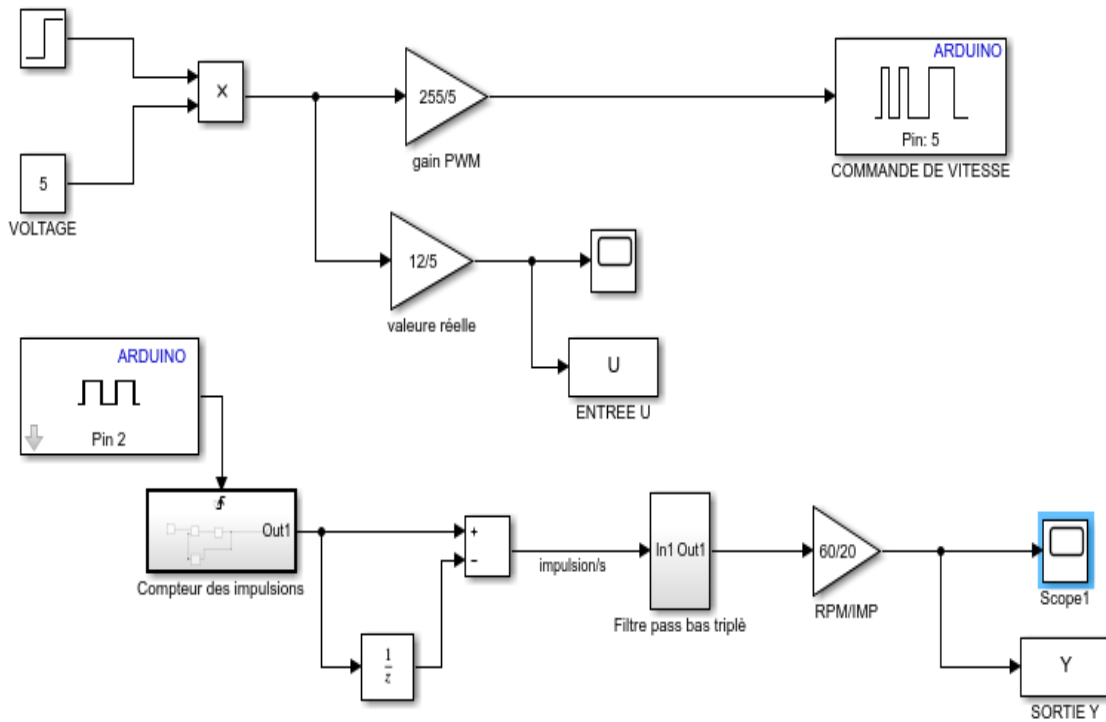 ×
255/5
gain PWM
ARDUINO
Pin: 5
COMMANDE DE VITESSE
5
VOLTAGE
12/5
valeure réelle
U
ENTREE U
ARDUINO
Pin 2
Out1
Compteur des impulsions
+
−
impulsion/s
1
z
In1 Out1
Filtre pass bas triplè
60/20
RPM/IMP
Scope1
Y
SORTIE Y